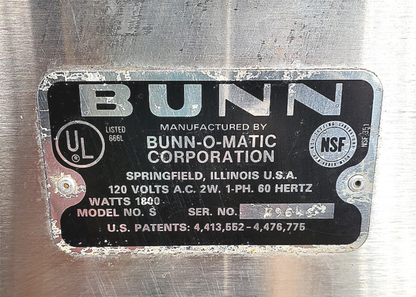 BUNN
MANUFACTURED BY
LISTED
666L
UL
BUNN-O-MATIC
CORPORATION
NSF
SPRINGFIELD, ILLINOIS U.S.A.
120 VOLTS A.C. 2W. 1-PH. 60 HERTZ
WATTS 1800
MODEL NO. S SER. NO.
U.S. PATENTS: 4,413,552-4,476,775